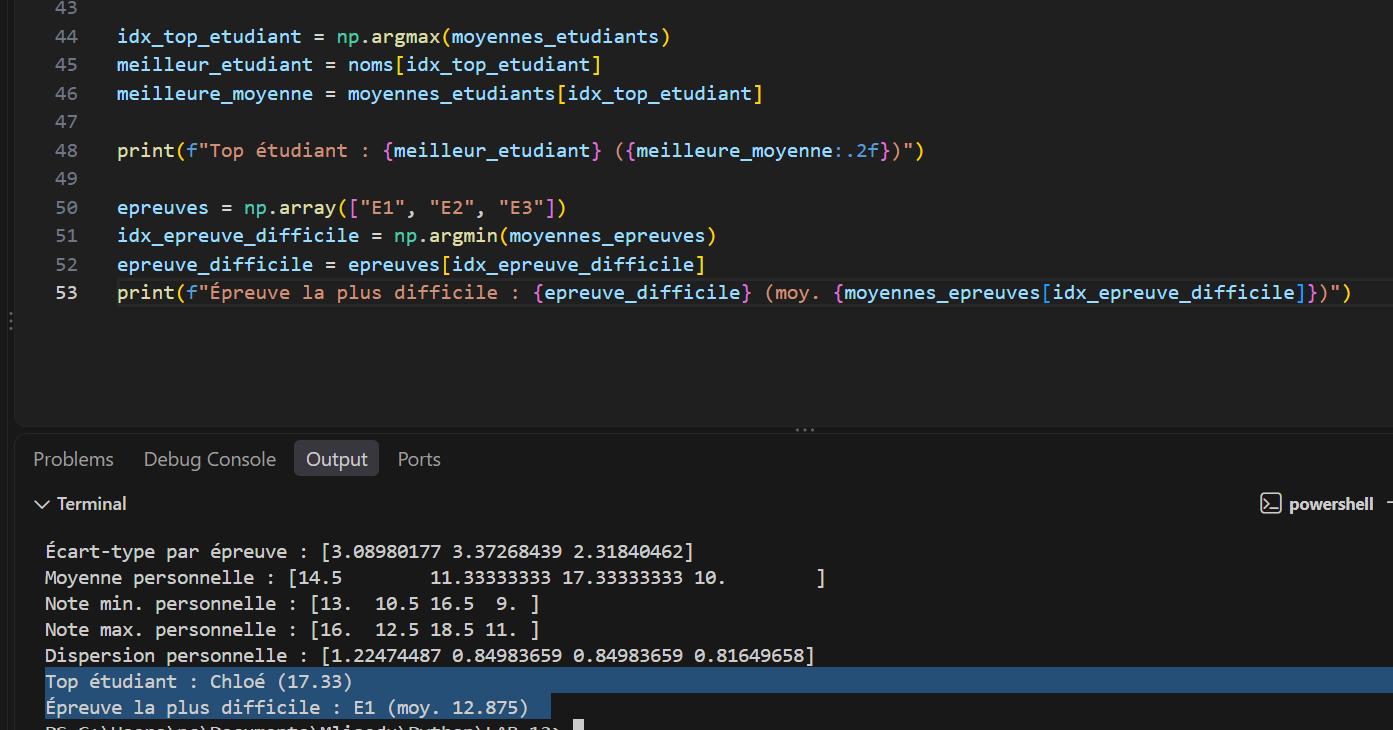 43
44 idx_top_etudiant = np.argmax(moyennes_etudiants)
45 meilleur_etudiant = noms[idx_top_etudiant]
46 meilleure_moyenne = moyennes_etudiants[idx_top_etudiant]
47
48 print(f"Top étudiant : {meilleur_etudiant} ({meilleure_moyenne:.2f})")
49
50 epreuves = np.array(["E1", "E2", "E3"])
51 idx_epreuve_difficile = np.argmin(moyennes_epreuves)
52 epreuve_difficile = epreuves[idx_epreuve_difficile]
53 print(f"Épreuve la plus difficile : {epreuve_difficile} (moy. {moyennes_epreuves[idx_epreuve_difficile]})")
Problems Debug Console Output Ports
Terminal powershell
Écart-type par épreuve : [3.08980177 3.37268439 2.31840462]
Moyenne personnelle : [14.5        11.33333333 17.33333333 10.        ]
Note min. personnelle : [13.  10.5 16.5  9. ]
Note max. personnelle : [16.  12.5 18.5 11. ]
Dispersion personnelle : [1.22474487 0.84983659 0.84983659 0.81649658]
Top étudiant : Chloé (17.33)
Épreuve la plus difficile : E1 (moy. 12.875)